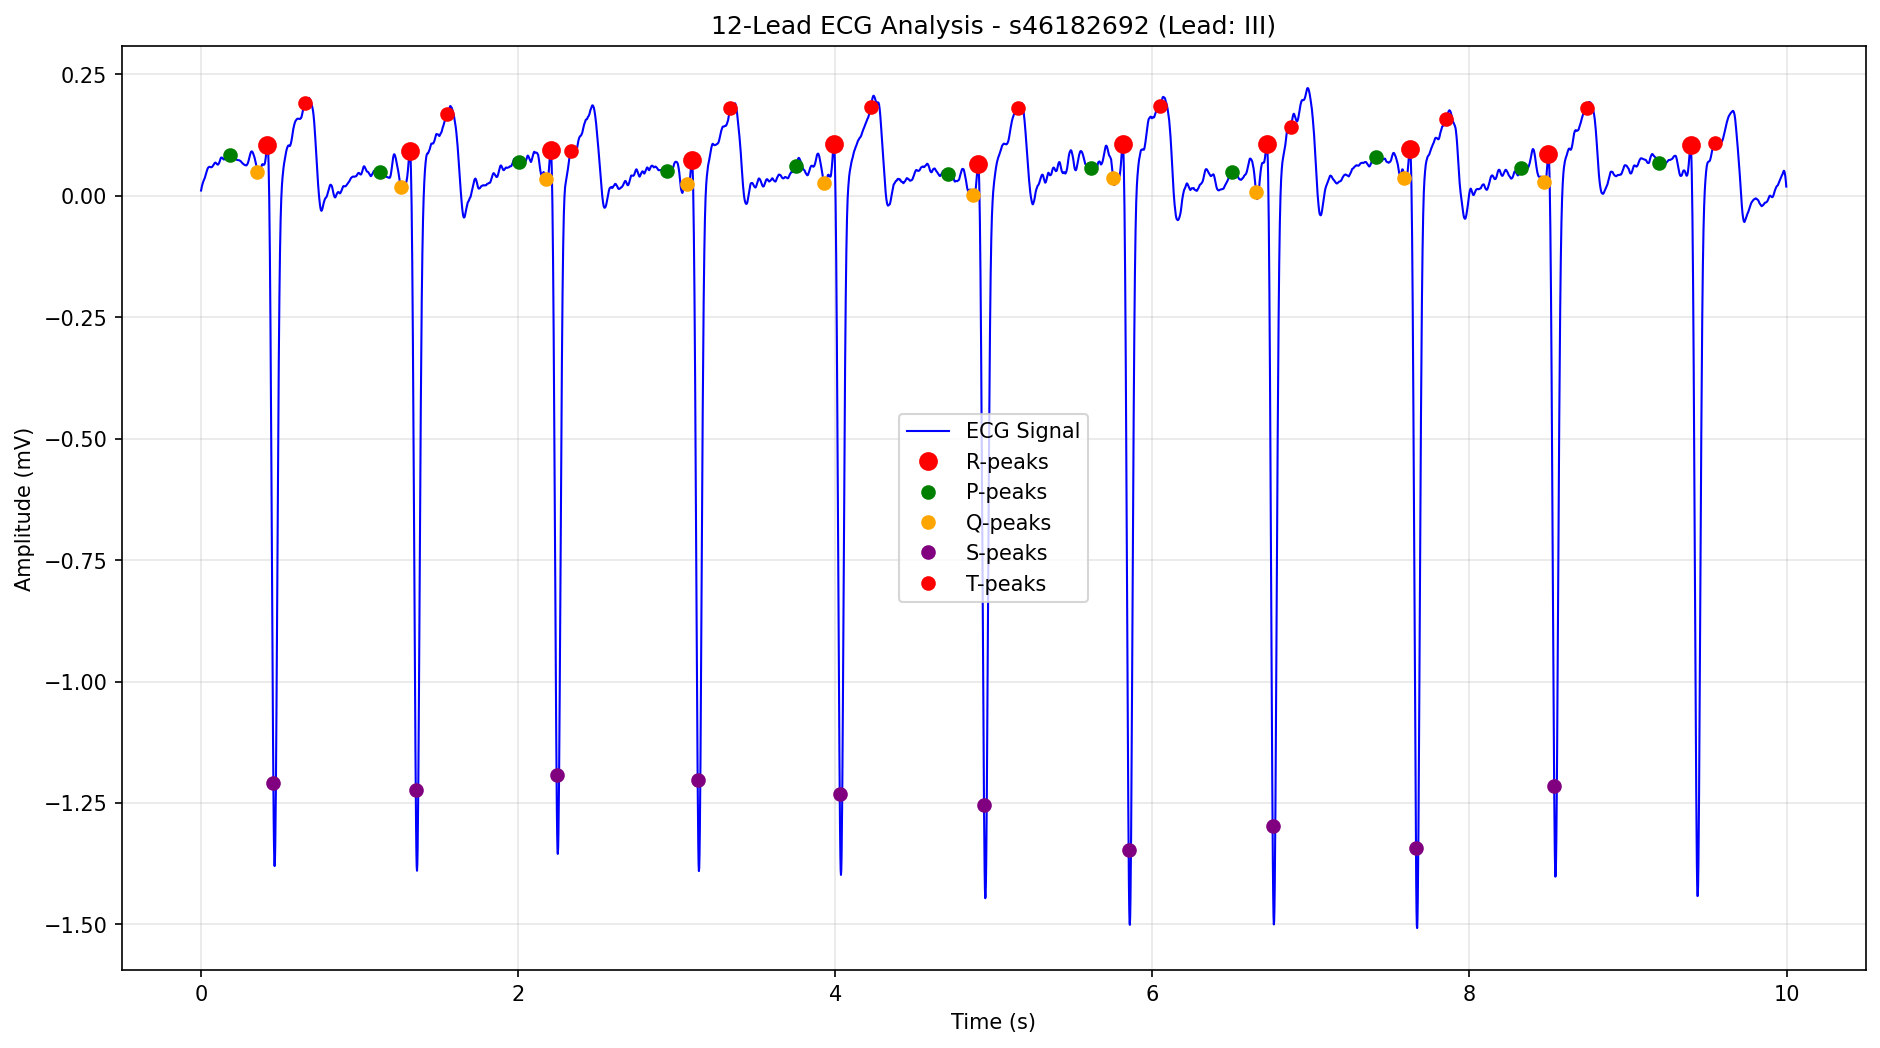 12-Lead ECG Analysis - s46182692 (Lead: III)
Amplitude (mV)
0.25
0.00
−0.25
−0.50
−0.75
−1.00
−1.25
−1.50
ECG Signal
R-peaks
P-peaks
Q-peaks
S-peaks
T-peaks
0 2 4 6 8 10
Time (s)